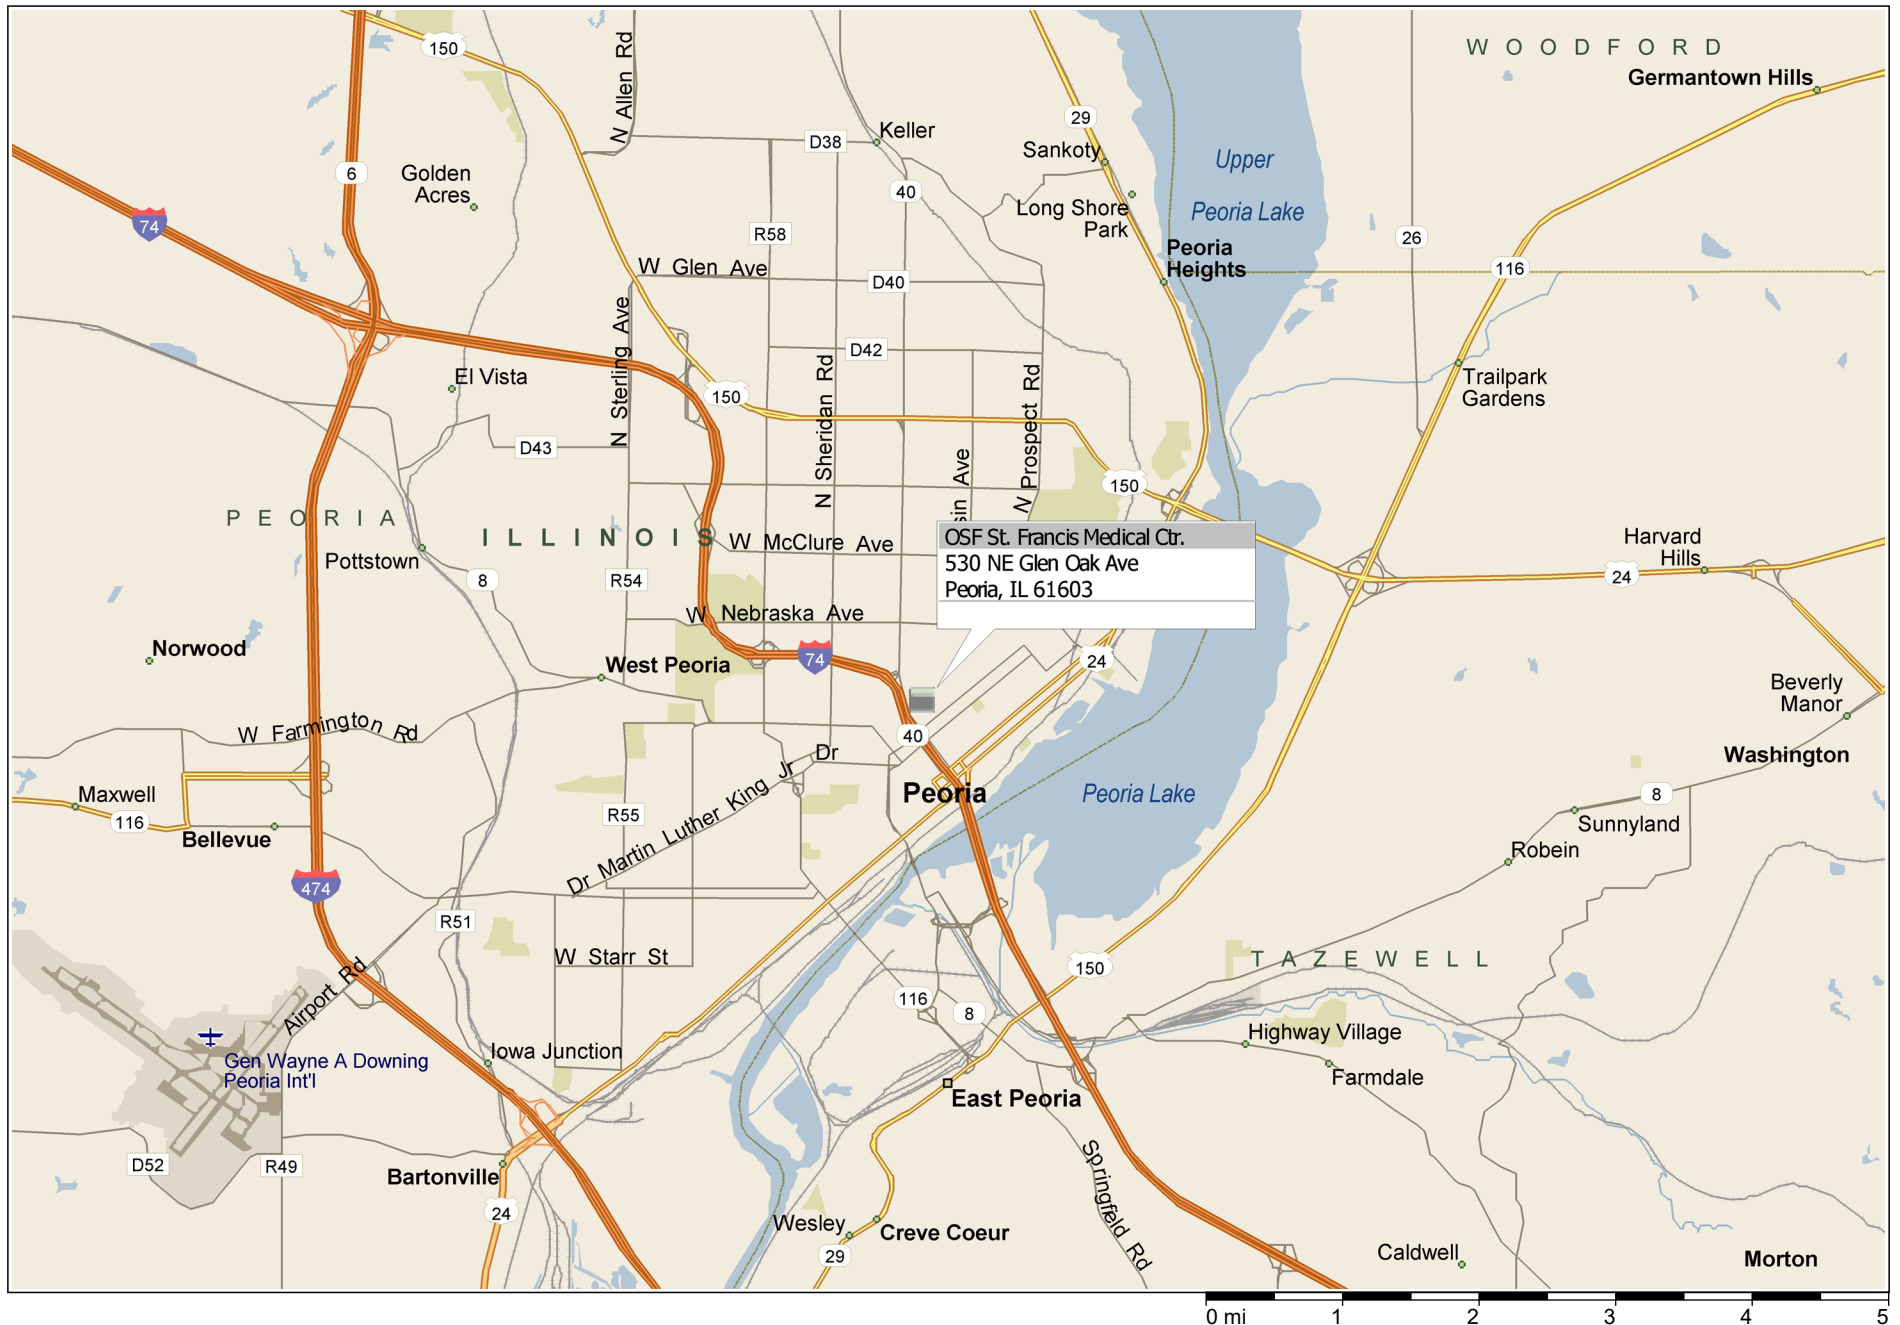 150
N Allen Rd
WOODFORD
Germantown Hills
29
D38
Keller
Sankoty
Upper
Peoria Lake
6
Golden
Acres
40
Long Shore
Park
74
R58
26
Peoria
Heights
W Glen Ave
D40
116
N Sterling Ave
D42
El Vista
150
N Sheridan Rd
N Prospect Rd
Trailpark
Gardens
D43
150
PEORIA
ILLINOIS
W McClure Ave
OSF St. Francis Medical Ctr.
530 NE Glen Oak Ave
Peoria, IL 61603
Harvard
Hills
Pottstown
8
R54
24
W Nebraska Ave
Norwood
West Peoria
74
24
Beverly
Manor
W Farmington Rd
40
Washington
Dr Martin Luther King Jr Dr
Peoria
Peoria Lake
Maxwell
116
8
R55
Sunnyland
Bellevue
Robein
474
R51
W Starr St
TAZEWELL
150
Airport Rd
116
8
Highway Village
Gen Wayne A Downing
Peoria Int'l
Iowa Junction
Farmdale
East Peoria
D52
R49
Bartonville
Springfield Rd
24
Wesley
Creve Coeur
29
Caldwell
Morton
0 mi 1 2 3 4 5